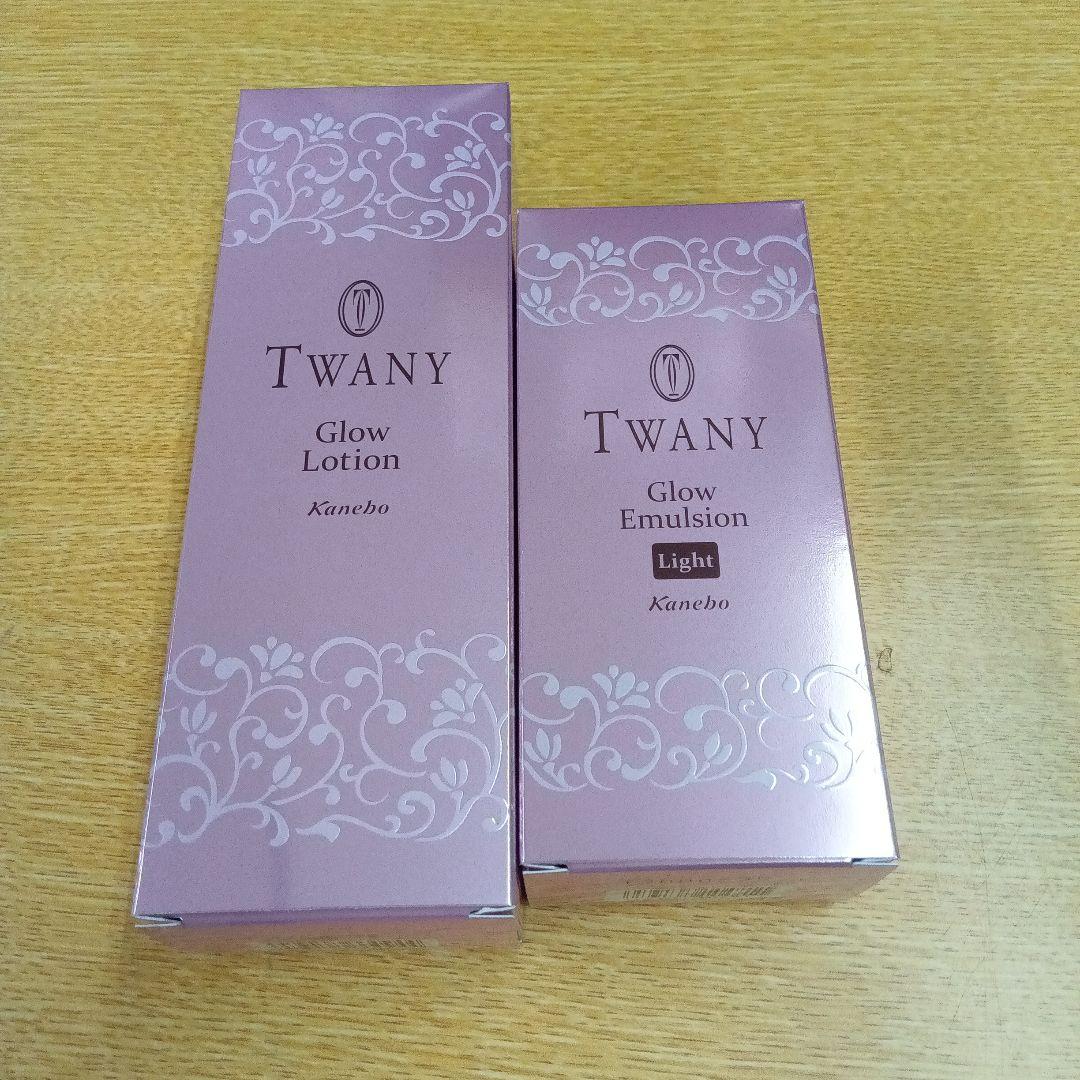 T
TWANY
Glow
Lotion
Kanebo
T
TWANY
Glow
Emulsion
Light
Kanebo